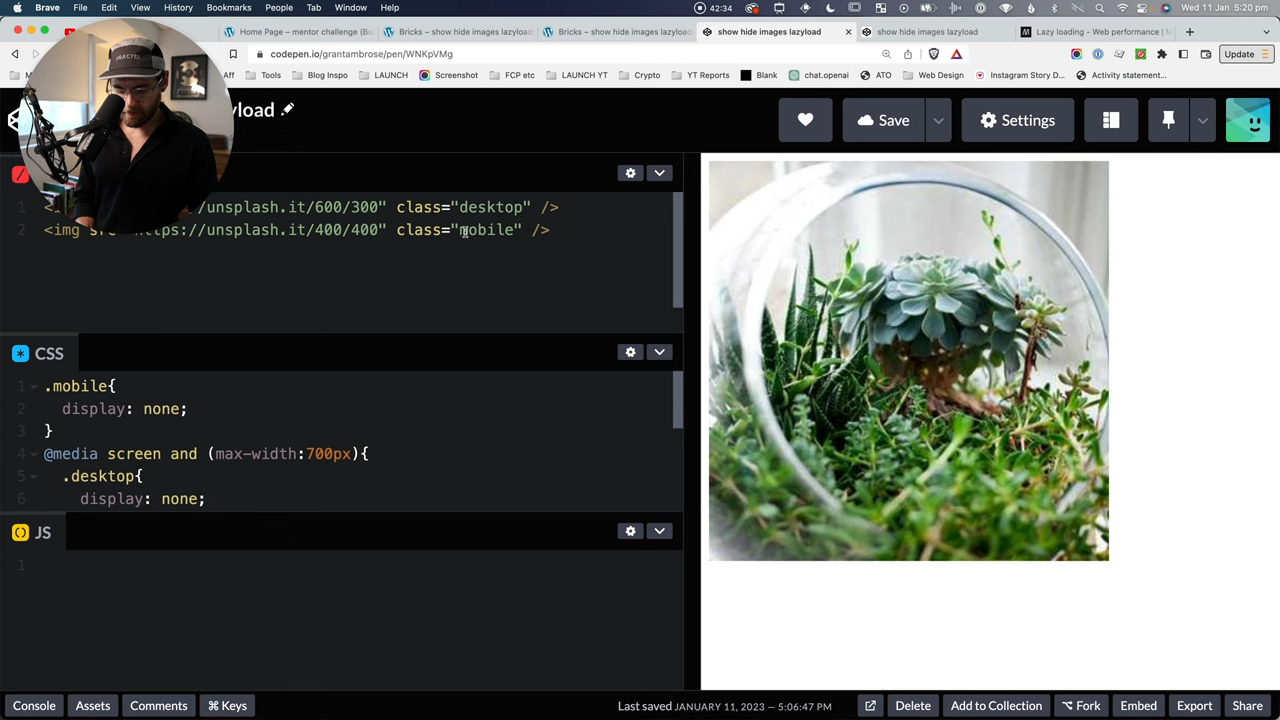 Brave File Edit View History Bookmarks People Tab Window Help 42:34 Wed 11 Jan 5:20 pm
Home Page – mentor challenge (Bu Bricks – show hide images lazyload Bricks – show hide images lazyload show hide images lazyload show hide images lazyload Lazy loading - Web performance | M
codepen.io/grantambrose/pen/WNKpVMg Update
Aff Tools Blog Inspo LAUNCH Screenshot FCP etc LAUNCH YT Crypto YT Reports Blank chat.openai ATO Web Design Instagram Story D... Activity statement...
FRACTEL
yload Save Settings
1 //unsplash.it/600/300" class="desktop" />
2 <img src="https://unsplash.it/400/400" class="mobile" />
CSS
1 .mobile{
2 display: none;
3 }
4 @media screen and (max-width:700px){
5 .desktop{
6 display: none;
JS
1
Console Assets Comments ⌘ Keys Last saved JANUARY 11, 2023 — 5:06:47 PM Delete Add to Collection Fork Embed Export Share